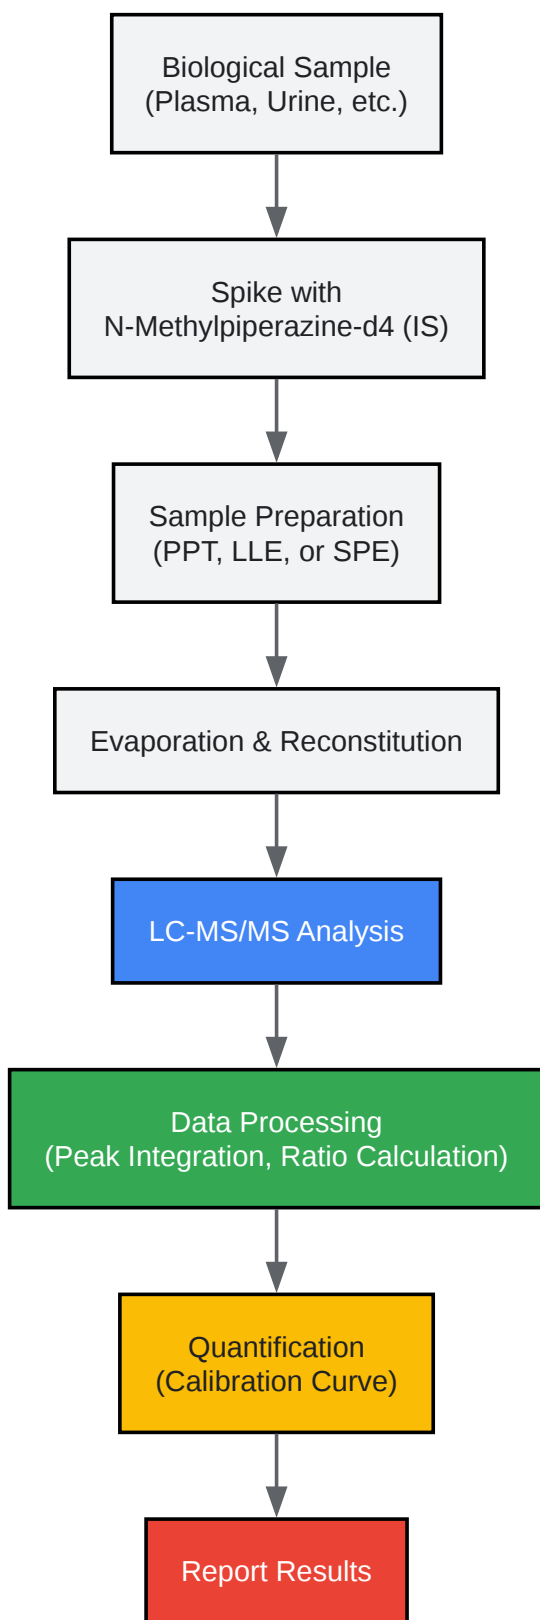 Biological Sample
(Plasma, Urine, etc.)
Spike with
N-Methylpiperazine-d4 (IS)
Sample Preparation
(PPT, LLE, or SPE)
Evaporation & Reconstitution
LC-MS/MS Analysis
Data Processing
(Peak Integration, Ratio Calculation)
Quantification
(Calibration Curve)
Report Results